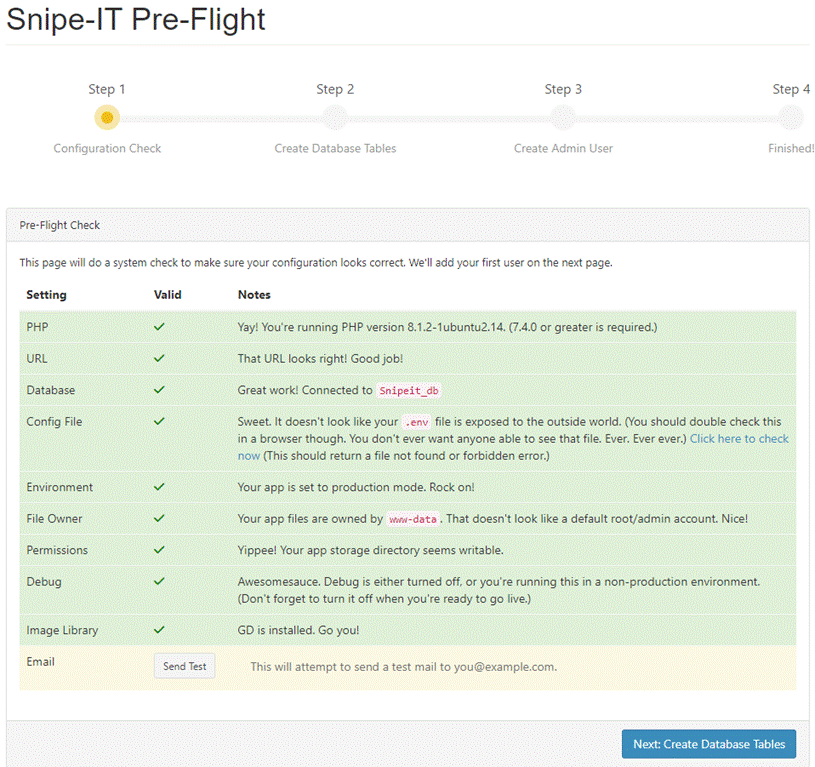 Snipe-IT Pre-Flight
Step 1
Step 2
Step 3
Step 4
Configuration Check
Create Database Tables
Create Admin User
Finished!
Pre-Flight Check
This page will do a system check to make sure your configuration looks correct. We'll add your first user on the next page.
Setting Valid Notes
PHP Yay! You're running PHP version 8.1.2-1ubuntu2.14. (7.4.0 or greater is required.)
URL That URL looks right! Good job!
Database Great work! Connected to Snipeit_db
Config File Sweet. It doesn't look like your .env file is exposed to the outside world. (You should double check this
in a browser though. You don't ever want anyone able to see that file. Ever. Ever ever.) Click here to check
now (This should return a file not found or forbidden error.)
Environment Your app is set to production mode. Rock on!
File Owner Your app files are owned by www-data. That doesn't look like a default root/admin account. Nice!
Permissions Yippee! Your app storage directory seems writable.
Debug Awesomesauce. Debug is either turned off, or you're running this in a non-production environment.
(Don't forget to turn it off when you're ready to go live.)
Image Library GD is installed. Go you!
Email Send Test This will attempt to send a test mail to you@example.com.
Next: Create Database Tables